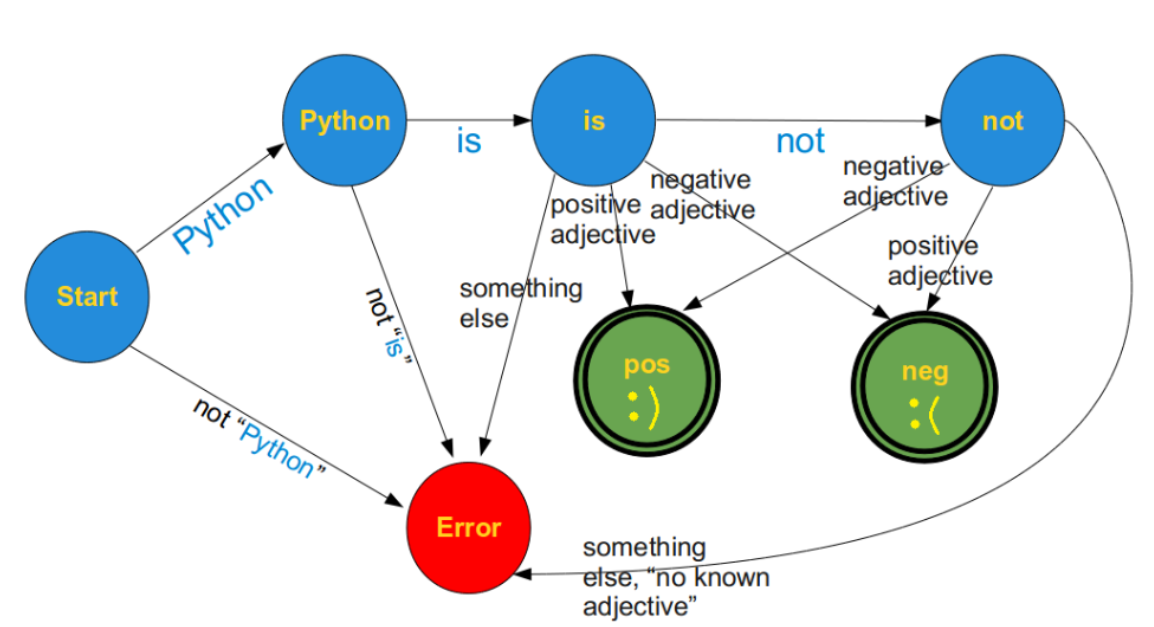 Python
is
not
is
not
Python
negative
adjective
positive
adjective
negative
adjective
positive
adjective
Start
not “is”
something
else
pos
:)
neg
:(
not “Python”
Error
something
else, “no known
adjective”